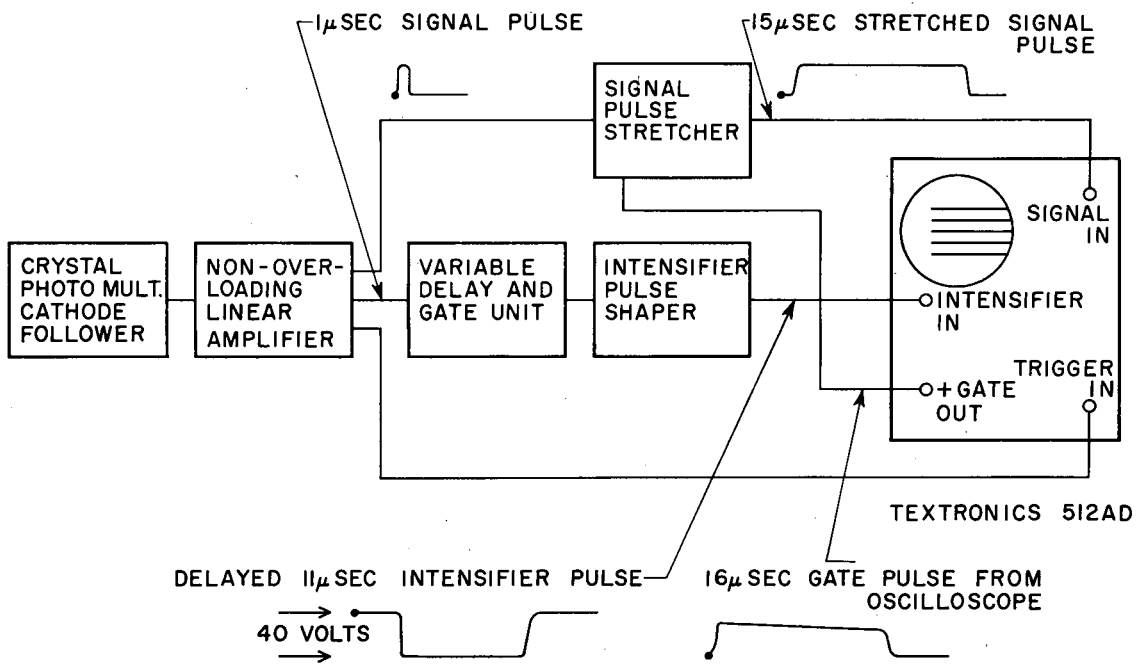 1μSEC SIGNAL PULSE
15μSEC STRETCHED SIGNAL
PULSE
SIGNAL
PULSE
STRETCHER
SIGNAL
IN
CRYSTAL
PHOTO MULT.
CATHODE
FOLLOWER
NON-OVER-
LOADING
LINEAR
AMPLIFIER
VARIABLE
DELAY AND
GATE UNIT
INTENSIFIER
PULSE
SHAPER
INTENSIFIER
IN
TRIGGER
IN
+GATE
OUT
TEXTRONICS 512AD
DELAYED 11μSEC INTENSIFIER PULSE
16μSEC GATE PULSE FROM
OSCILLOSCOPE
40 VOLTS